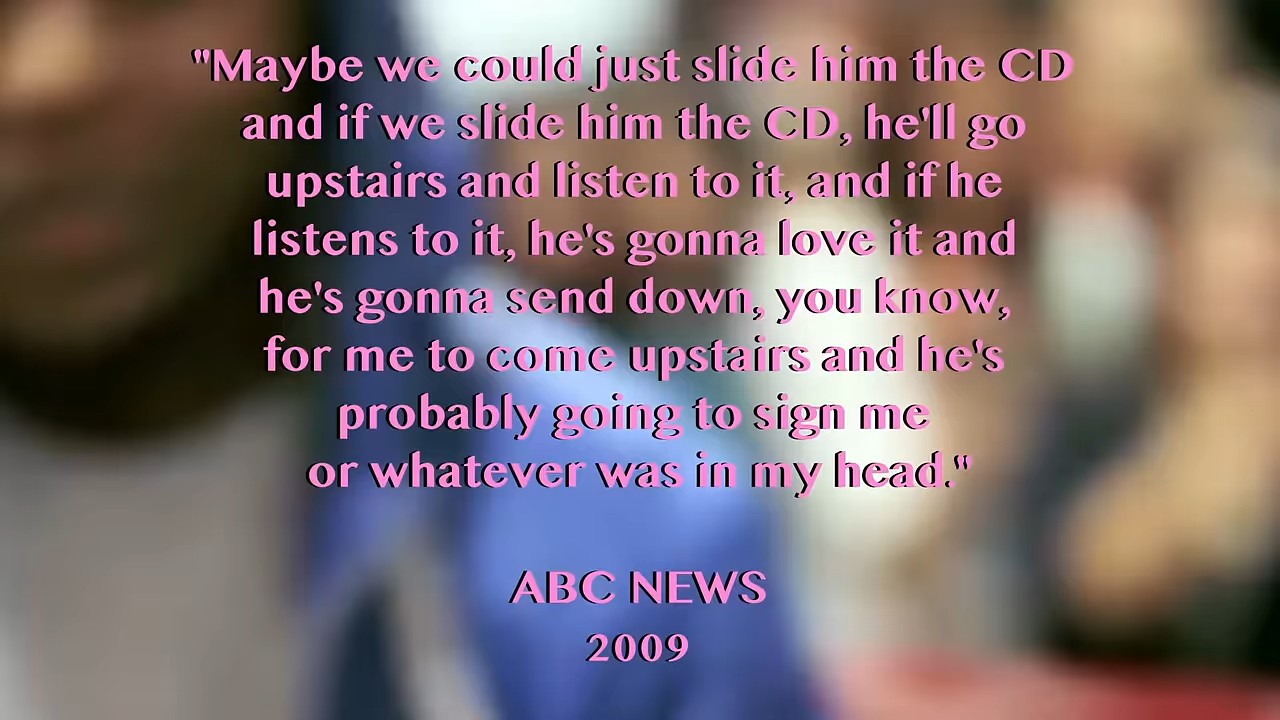 "Maybe we could just slide him the CD
and if we slide him the CD, he'll go
upstairs and listen to it, and if he
listens to it, he's gonna love it and
he's gonna send down, you know,
for me to come upstairs and he's
probably going to sign me
or whatever was in my head."
ABC NEWS
2009